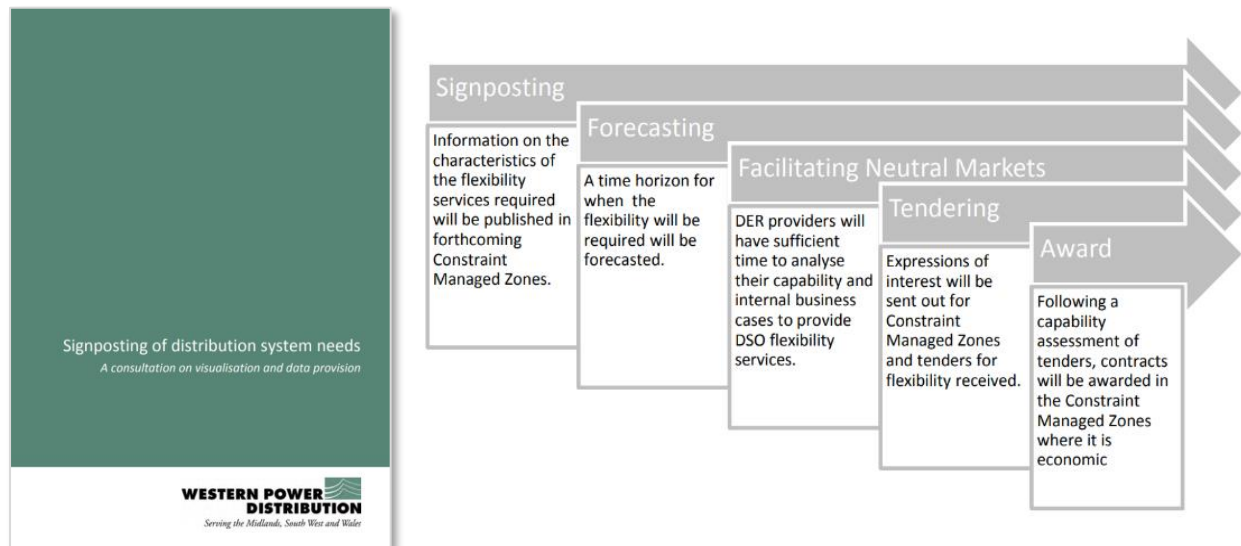 Signposting of distribution system needs
A consultation on visualisation and data provision
WESTERN POWER
DISTRIBUTION
Serving the Midlands, South West and Wales
Signposting
Information on the
characteristics of
the flexibility
services required
will be published in
forthcoming
Constraint
Managed Zones.
Forecasting
A time horizon for
when the
flexibility will be
required will be
forecasted.
Facilitating Neutral Markets
DER providers will
have sufficient
time to analyse
their capability and
internal business
cases to provide
DSO flexibility
services.
Tendering
Expressions of
interest will be
sent out for
Constraint
Managed Zones
and tenders for
flexibility received.
Award
Following a
capability
assessment of
tenders, contracts
will be awarded in
the Constraint
Managed Zones
where it is
economic